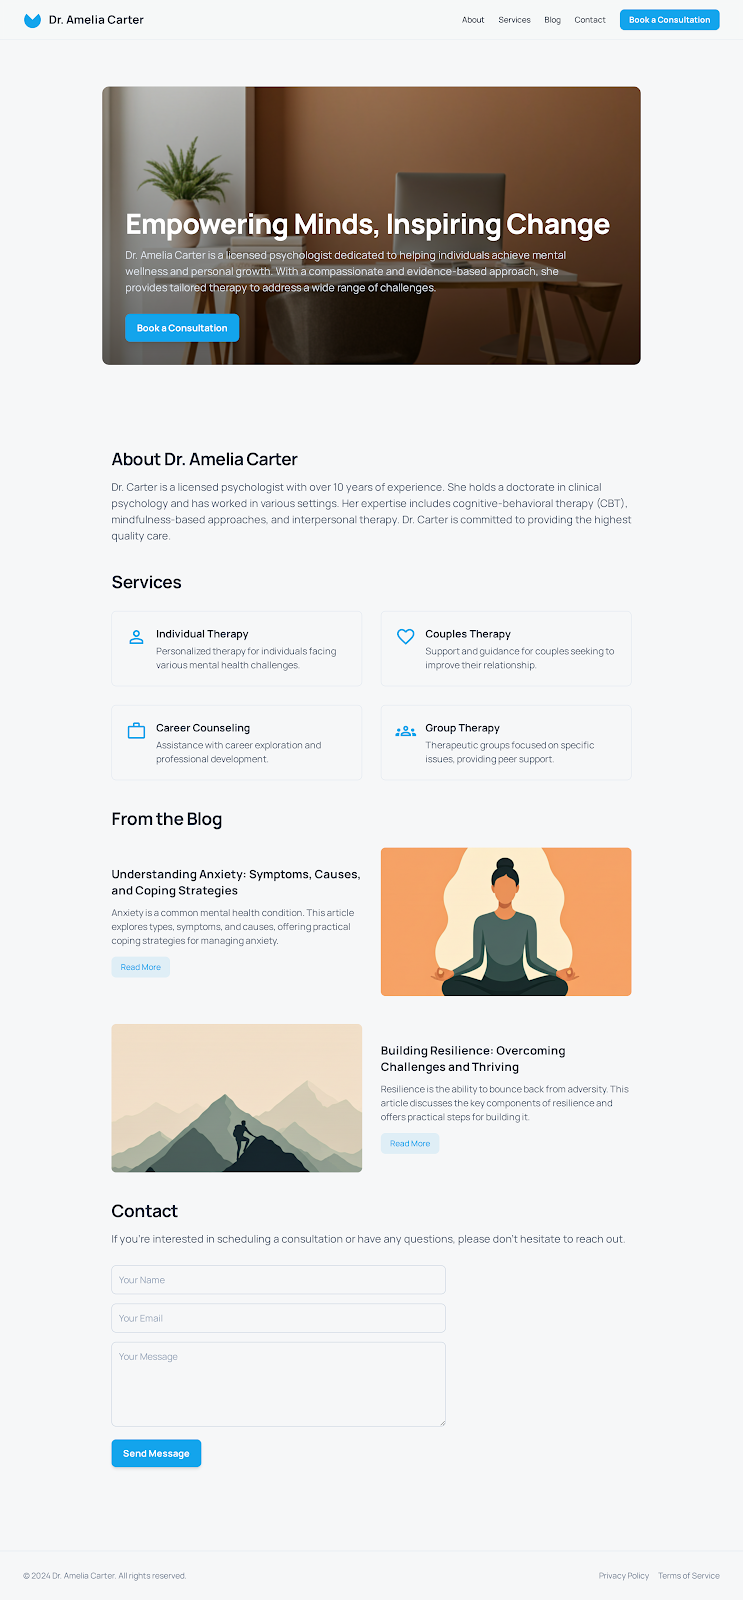 Dr. Amelia Carter
About Services Blog Contact Book a Consultation
Empowering Minds, Inspiring Change
Dr. Amelia Carter is a licensed psychologist dedicated to helping individuals achieve mental
wellness and personal growth. With a compassionate and evidence-based approach, she
provides tailored therapy to address a wide range of challenges.
Book a Consultation
About Dr. Amelia Carter
Dr. Carter is a licensed psychologist with over 10 years of experience. She holds a doctorate in clinical
psychology and has worked in various settings. Her expertise includes cognitive-behavioral therapy (CBT),
mindfulness-based approaches, and interpersonal therapy. Dr. Carter is committed to providing the highest
quality care.
Services
Individual Therapy
Personalized therapy for individuals facing
various mental health challenges.
Couples Therapy
Support and guidance for couples seeking to
improve their relationship.
Career Counseling
Assistance with career exploration and
professional development.
Group Therapy
Therapeutic groups focused on specific
issues, providing peer support.
From the Blog
Understanding Anxiety: Symptoms, Causes,
and Coping Strategies
Anxiety is a common mental health condition. This article
explores types, symptoms, and causes, offering practical
coping strategies for managing anxiety.
Read More
Building Resilience: Overcoming
Challenges and Thriving
Resilience is the ability to bounce back from adversity. This
article discusses the key components of resilience and
offers practical steps for building it.
Read More
Contact
If you're interested in scheduling a consultation or have any questions, please don't hesitate to reach out.
Your Name
Your Email
Your Message
Send Message
© 2024 Dr. Amelia Carter. All rights reserved.
Privacy Policy Terms of Service